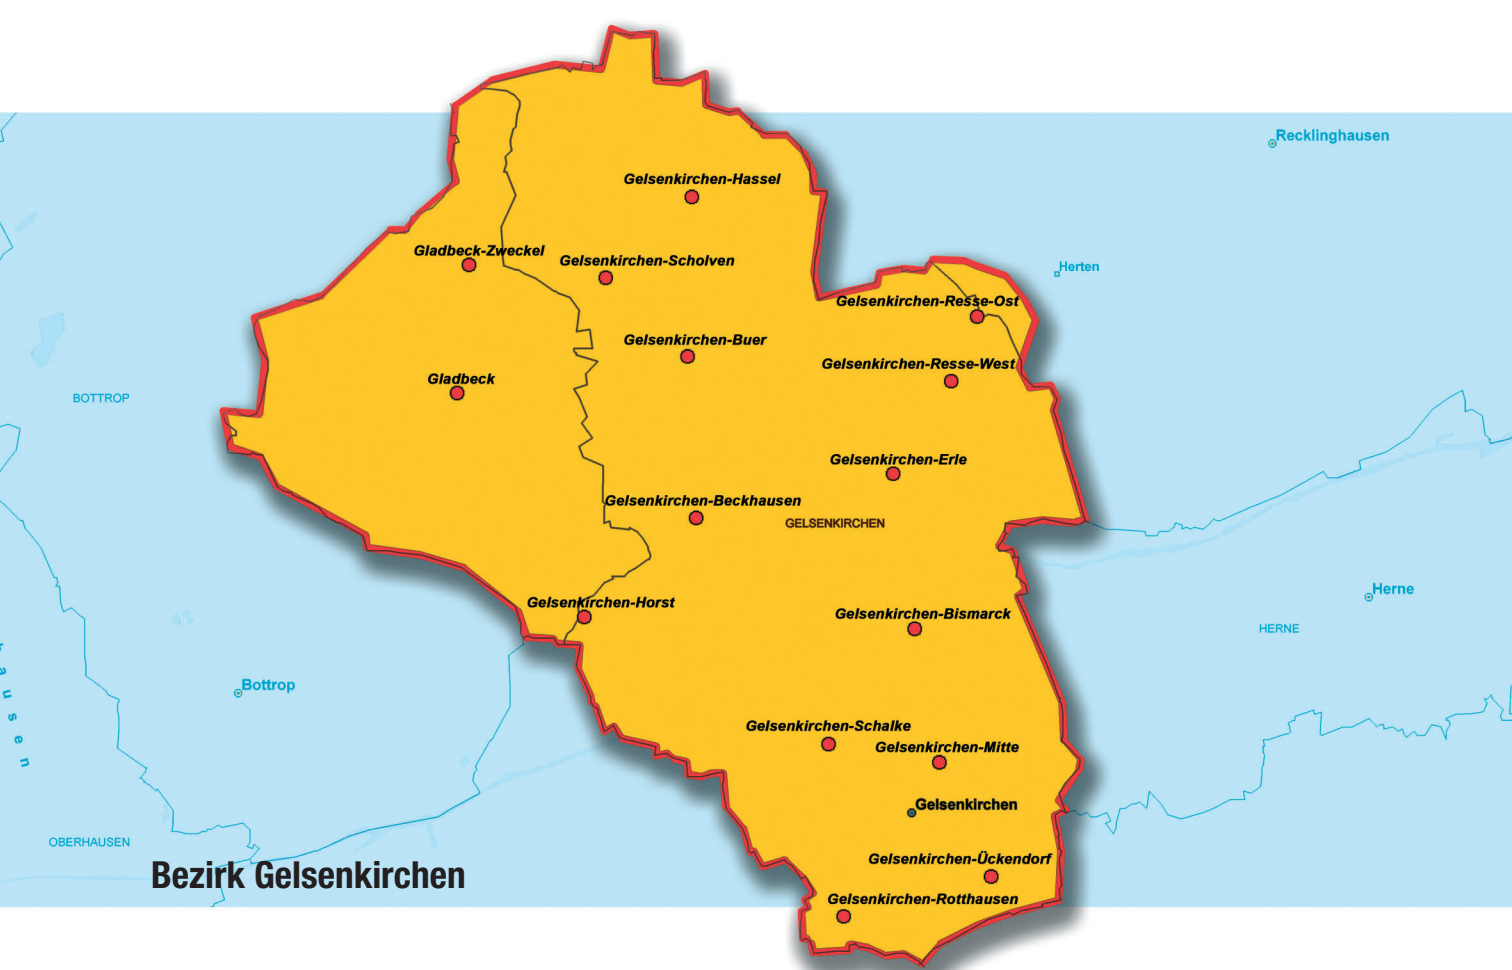 Recklinghausen
Gelsenkirchen-Hassel
Gladbeck-Zweckel
Gelsenkirchen-Scholven
Herten
Gelsenkirchen-Resse-Ost
Gelsenkirchen-Buer
Gelsenkirchen-Resse-West
Gladbeck
BOTTROP
Gelsenkirchen-Erle
Gelsenkirchen-Beckhausen
GELSENKIRCHEN
Herne
Gelsenkirchen-Horst
Gelsenkirchen-Bismarck
HERNE
Bottrop
hausen
Gelsenkirchen-Schalke
Gelsenkirchen-Mitte
Gelsenkirchen
OBERHAUSEN
Gelsenkirchen-Ückendorf
Bezirk Gelsenkirchen
Gelsenkirchen-Rotthausen